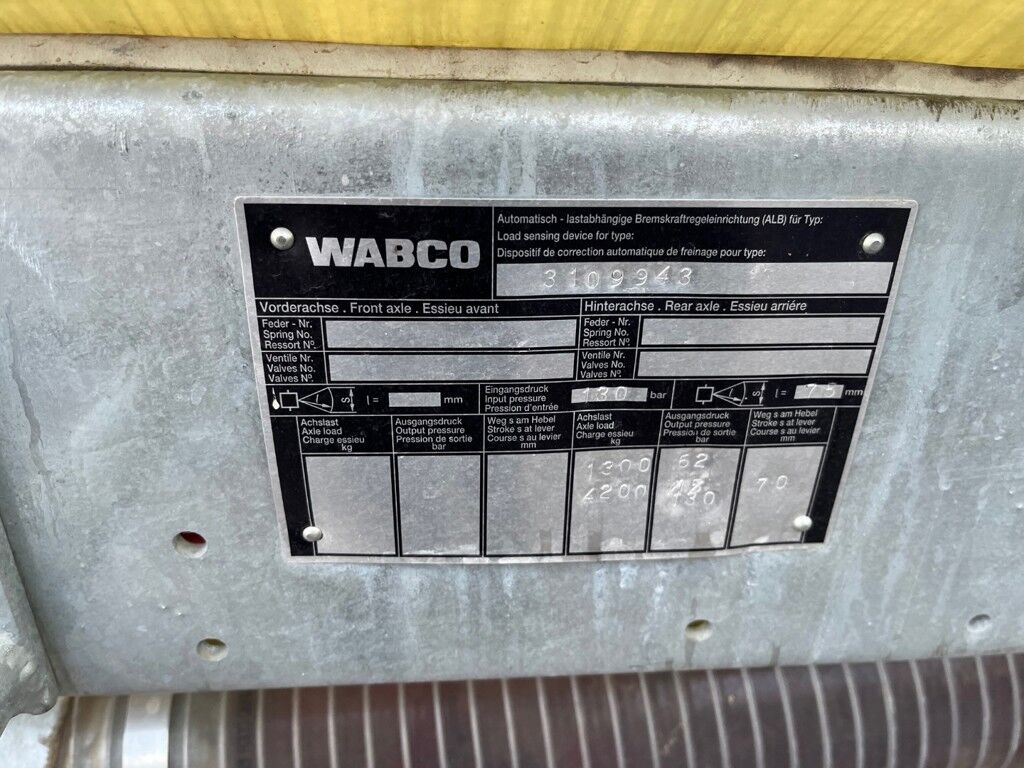 WABCO
Automatisch - lastabhängige Bremskraftregeleinrichtung (ALB) für Typ:
Load sensing device for type:
Dispositif de correction automatique de freinage pour type:
3109943
Vorderachse . Front axle . Essieu avant
Hinterachse . Rear axle . Essieu arriére
Feder - Nr.
Spring No.
Ressort Nº.
Feder - Nr.
Spring No.
Ressort Nº.
Ventile Nr.
Valves No.
Valves Nº.
Ventile Nr.
Valves No.
Valves Nº.
S l = mm
Eingangsdruck
Input pressure
Pression d'entrée
130 bar
S l = 75 mm
Achslast
Axle load
Charge essieu
kg
Ausgangsdruck
Output pressure
Pression de sortie
bar
Weg s am Hebel
Stroke s at lever
Course s au levier
mm
Achslast
Axle load
Charge essieu
kg
Ausgangsdruck
Output pressure
Pression de sortie
bar
Weg s am Hebel
Stroke s at lever
Course s au levier
mm
1300 52
4200 70
130